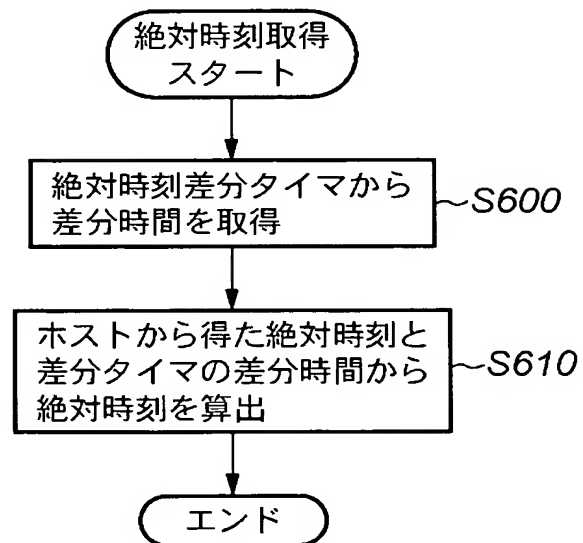 絶対時刻取得
スタート
絶対時刻差分タイマから
差分時間を取得
S600
ホストから得た絶対時刻と
差分タイマの差分時間から
絶対時刻を算出
S610
エンド